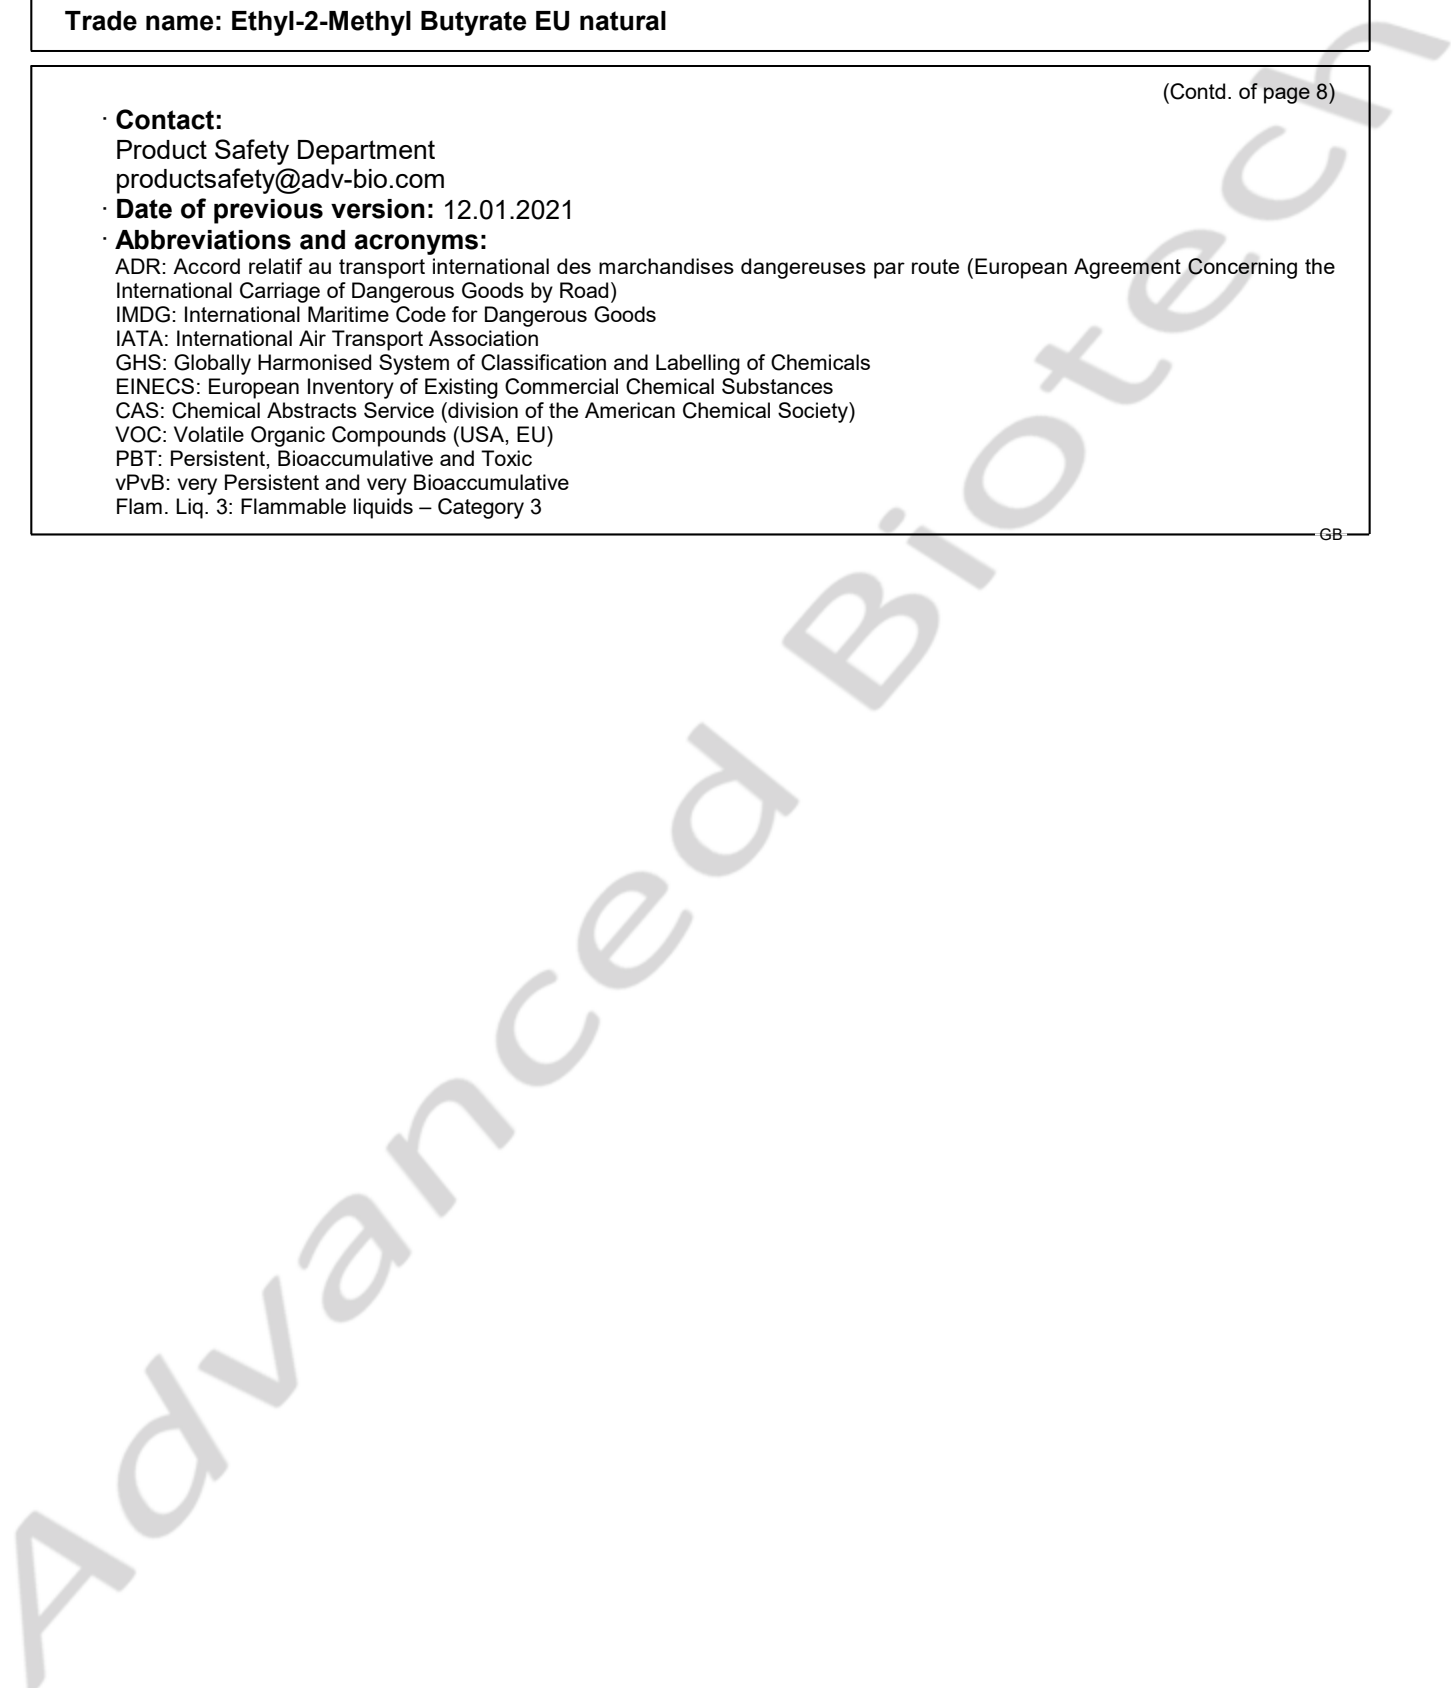 Trade name: Ethyl-2-Methyl Butyrate EU natural
(Contd. of page 8)
· Contact:
Product Safety Department
productsafety@adv-bio.com
· Date of previous version: 12.01.2021
· Abbreviations and acronyms:
ADR: Accord relatif au transport international des marchandises dangereuses par route (European Agreement Concerning the
International Carriage of Dangerous Goods by Road)
IMDG: International Maritime Code for Dangerous Goods
IATA: International Air Transport Association
GHS: Globally Harmonised System of Classification and Labelling of Chemicals
EINECS: European Inventory of Existing Commercial Chemical Substances
CAS: Chemical Abstracts Service (division of the American Chemical Society)
VOC: Volatile Organic Compounds (USA, EU)
PBT: Persistent, Bioaccumulative and Toxic
vPvB: very Persistent and very Bioaccumulative
Flam. Liq. 3: Flammable liquids – Category 3
GB
Advanced Biotech